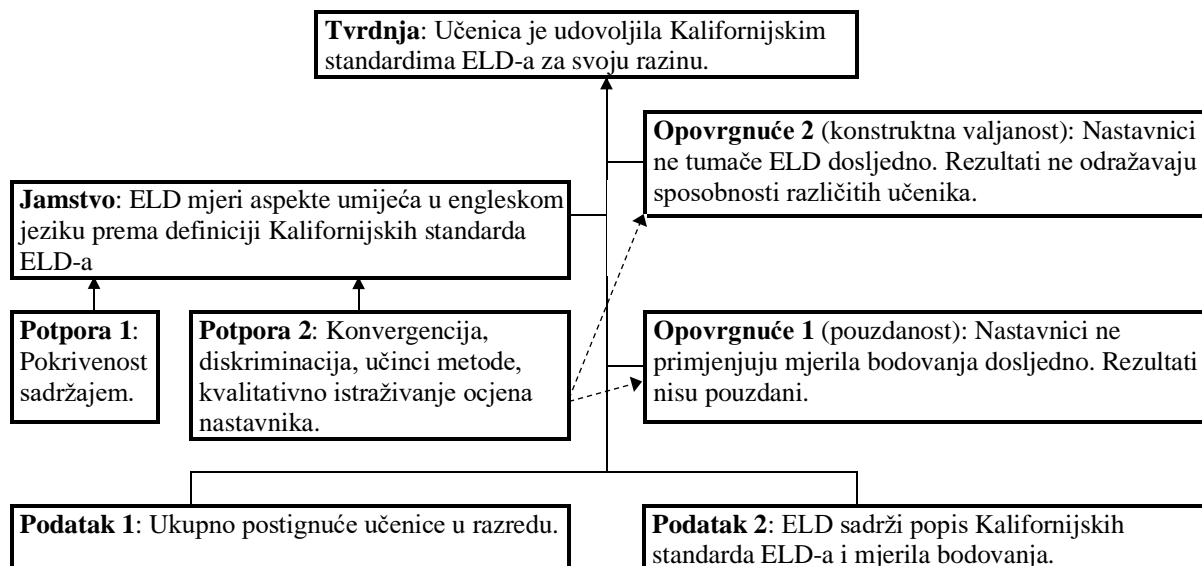 Tvrdnja: Učenica je udovoljila Kalifornijskim
standardima ELD-a za svoju razinu.
Opovrgnuće 2 (konstruktna valjanost): Nastavnici
ne tumače ELD dosljedno. Rezultati ne odražavaju
sposobnosti različitih učenika.
Jamstvo: ELD mjeri aspekte umijeća u engleskom
jeziku prema definiciji Kalifornijskih standarda
ELD-a
Potpora 1:
Pokrivenost
sadržajem.
Potpora 2: Konvergencija,
diskriminacija, učinci metode,
kvalitativno istraživanje ocjena
nastavnika.
Opovrgnuće 1 (pouzdanost): Nastavnici ne
primjenjuju mjerila bodovanja dosljedno. Rezultati
nisu pouzdani.
Podatak 1: Ukupno postignuće učenice u razredu.
Podatak 2: ELD sadrži popis Kalifornijskih
standarda ELD-a i mjerila bodovanja.